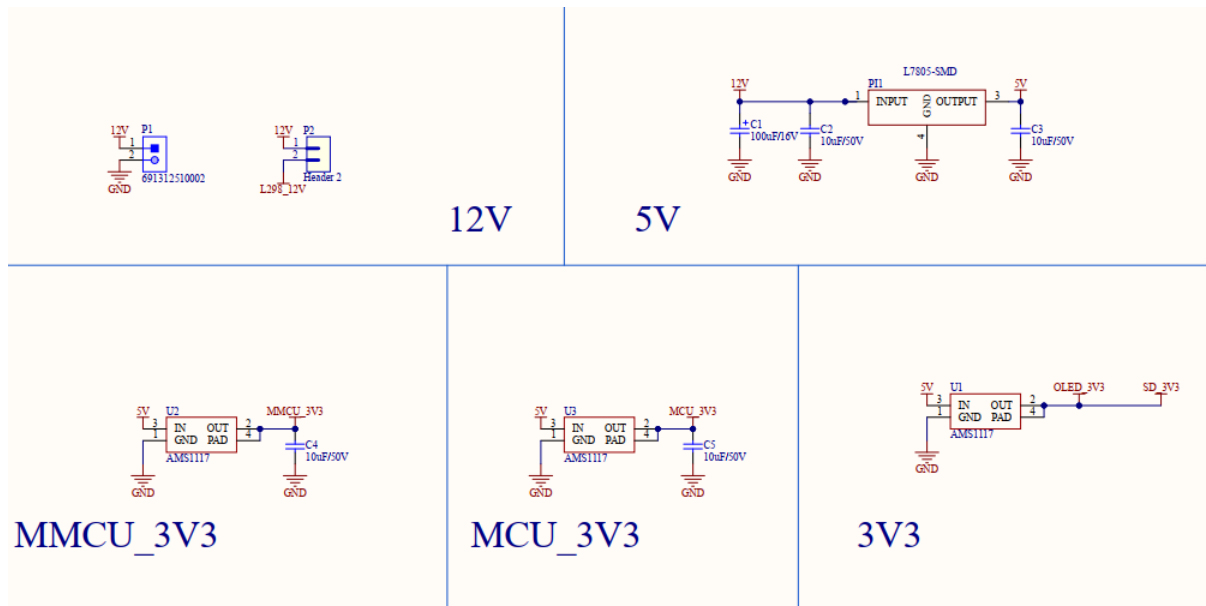 12V
P1
1
2
GND
691312510002
12V
P2
1
2
Header 2
L298_12V
12V
L7805-SMD
12V
PI1
5V
1
INPUT
GND
OUTPUT
3
4
+
C1
100uF/16V
C2
10uF/50V
C3
10uF/50V
GND
GND
GND
GND
5V
5V
U2
MMCU_3V3
3
IN
OUT
2
1
GND
PAD
4
AMS1117
C4
10uF/50V
GND
GND
MMCU_3V3
5V
U3
MCU_3V3
3
IN
OUT
2
1
GND
PAD
4
AMS1117
C5
10uF/50V
GND
GND
MCU_3V3
5V
U1
OLED_3V3
SD_3V3
3
IN
OUT
2
1
GND
PAD
4
AMS1117
GND
3V3